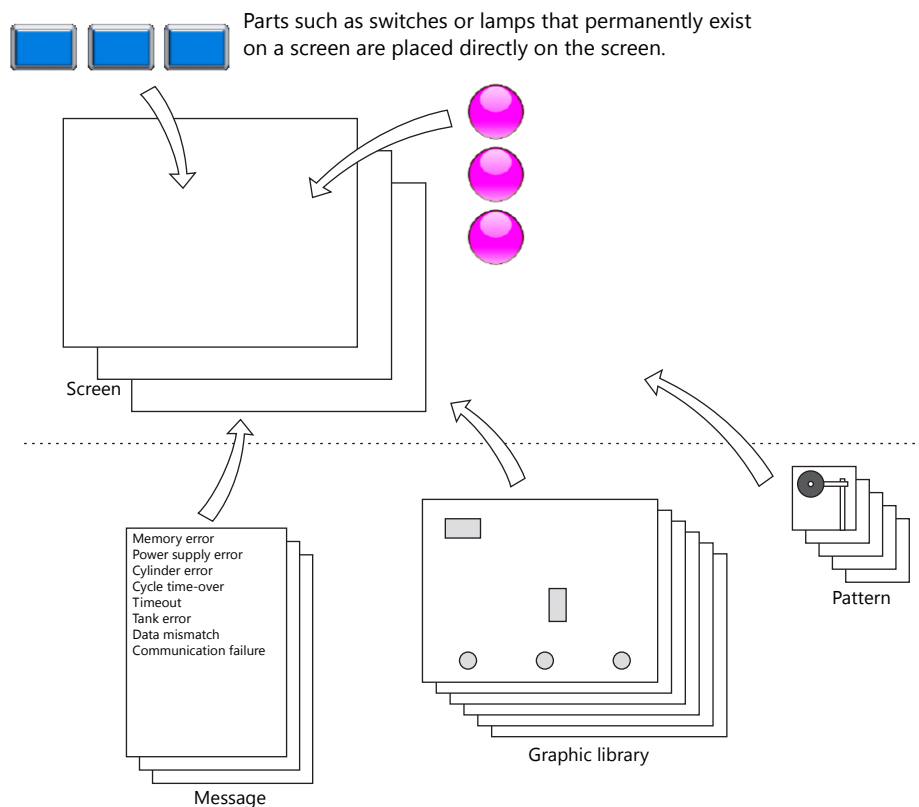 Parts such as switches or lamps that permanently exist
on a screen are placed directly on the screen.
Screen
Memory error
Power supply error
Cylinder error
Cycle time-over
Timeout
Tank error
Data mismatch
Communication failure
Message
Graphic library
Pattern